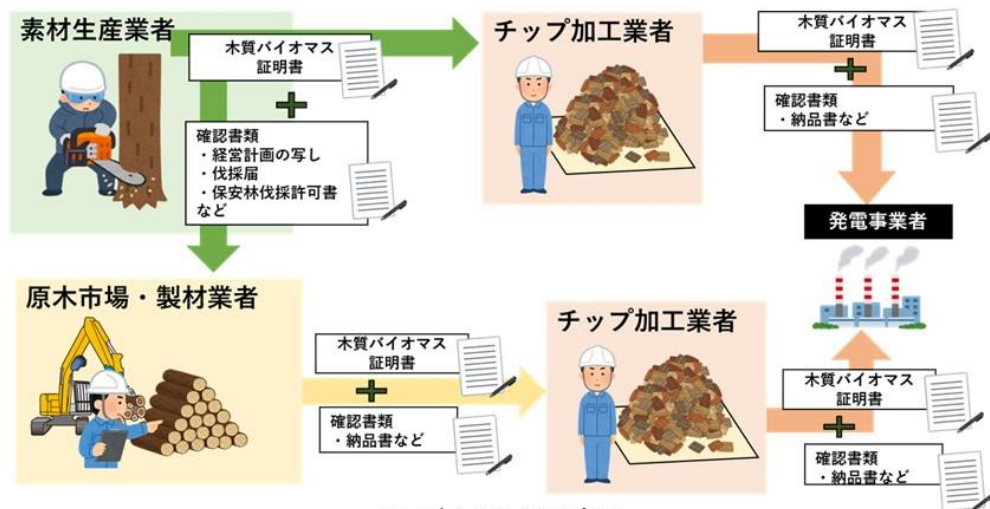 素材生産業者
木質バイオマス
証明書
確認書類
・経営計画の写し
・伐採届
・保安林伐採許可書
など
チップ加工業者
木質バイオマス
証明書
確認書類
・納品書など
発電事業者
原木市場・製材業者
木質バイオマス
証明書
確認書類
・納品書など
チップ加工業者
木質バイオマス
証明書
確認書類
・納品書など